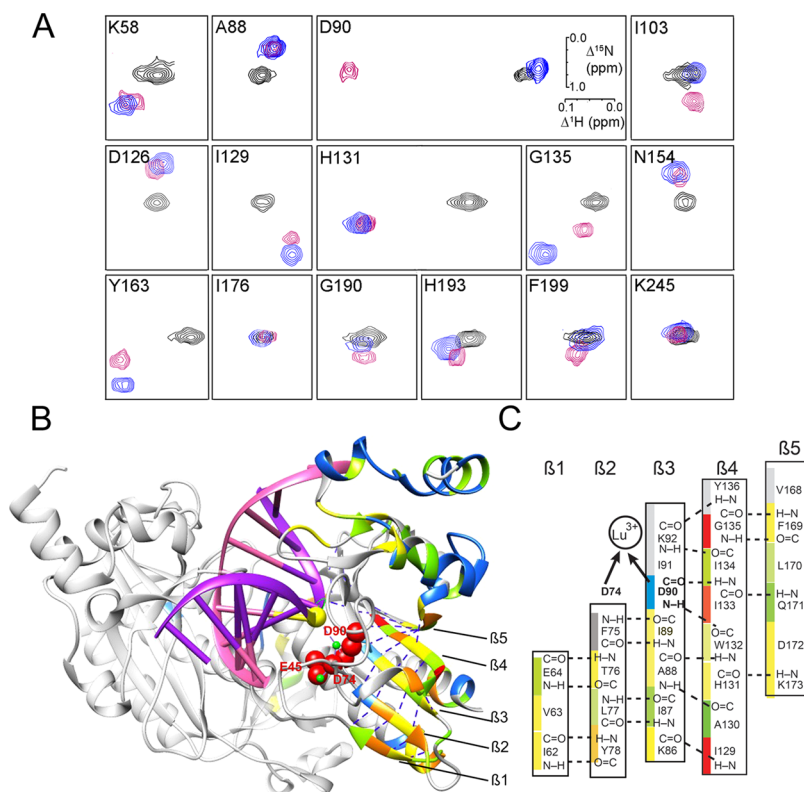 A
K58 A88 D90 I103
0.0
Δ¹⁵N
(ppm)
1.0
0.1 0.0
Δ¹H (ppm)
D126 I129 H131 G135 N154
Y163 I176 G190 H193 F199 K245
B
D90
E45
D74
ß5
ß4
ß3
ß2
ß1
C
ß1 ß2 ß3 ß4 ß5
Lu³⁺
D74
C=O
E64
N–H
V63
C=O
I62
N–H
N–H
F75
C=O
H–N
T76
O=C
N–H
L77
C=O
H–N
Y78
O=C
C=O
K92
N–H
I91
C=O
D90
N–H
O=C
I89
H–N
A88
N–H
O=C
I87
H–N
K86
Y136
H–N
C=O
G135
N–H
O=C
I134
H–N
C=O
I133
O=C
W132
H–N
C=O
H131
O=C
A130
I129
H–N
V168
H–N
F169
O=C
L170
H–N
Q171
D172
H–N
K173